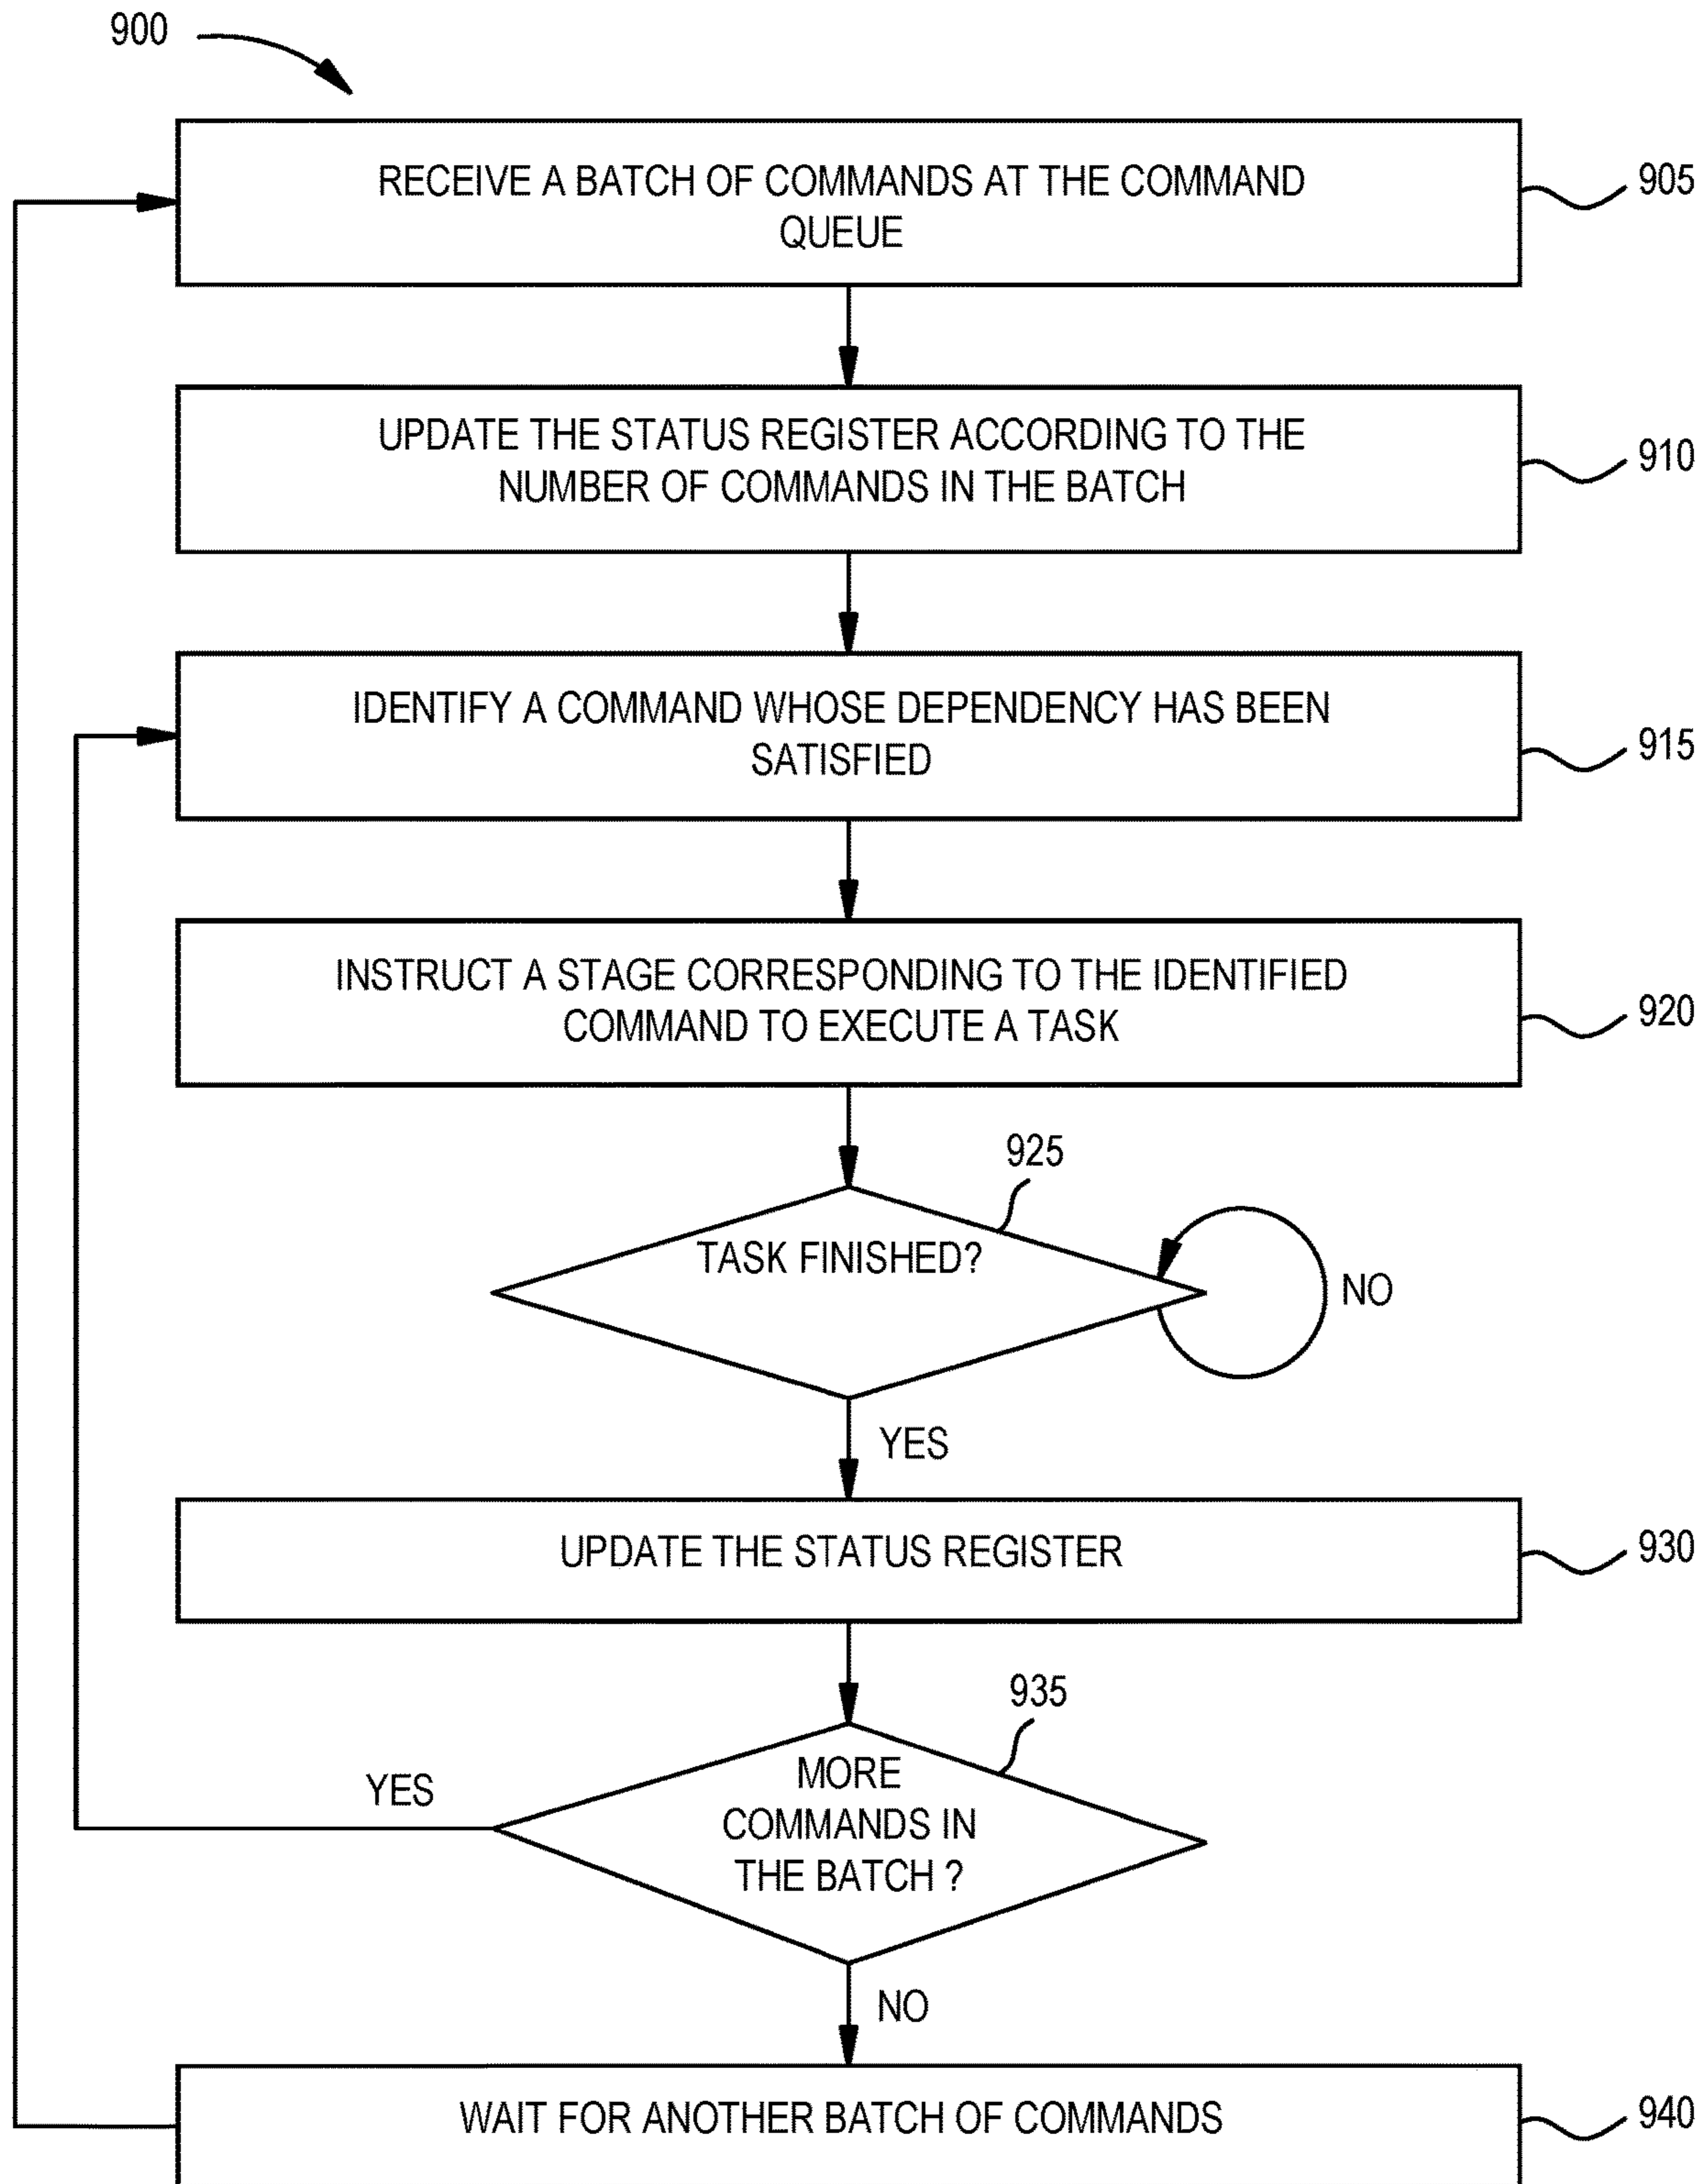 900
RECEIVE A BATCH OF COMMANDS AT THE COMMAND
QUEUE
905
UPDATE THE STATUS REGISTER ACCORDING TO THE
NUMBER OF COMMANDS IN THE BATCH
910
IDENTIFY A COMMAND WHOSE DEPENDENCY HAS BEEN
SATISFIED
915
INSTRUCT A STAGE CORRESPONDING TO THE IDENTIFIED
COMMAND TO EXECUTE A TASK
920
925
TASK FINISHED?
NO
YES
UPDATE THE STATUS REGISTER
930
935
YES
MORE
COMMANDS IN
THE BATCH ?
NO
WAIT FOR ANOTHER BATCH OF COMMANDS
940